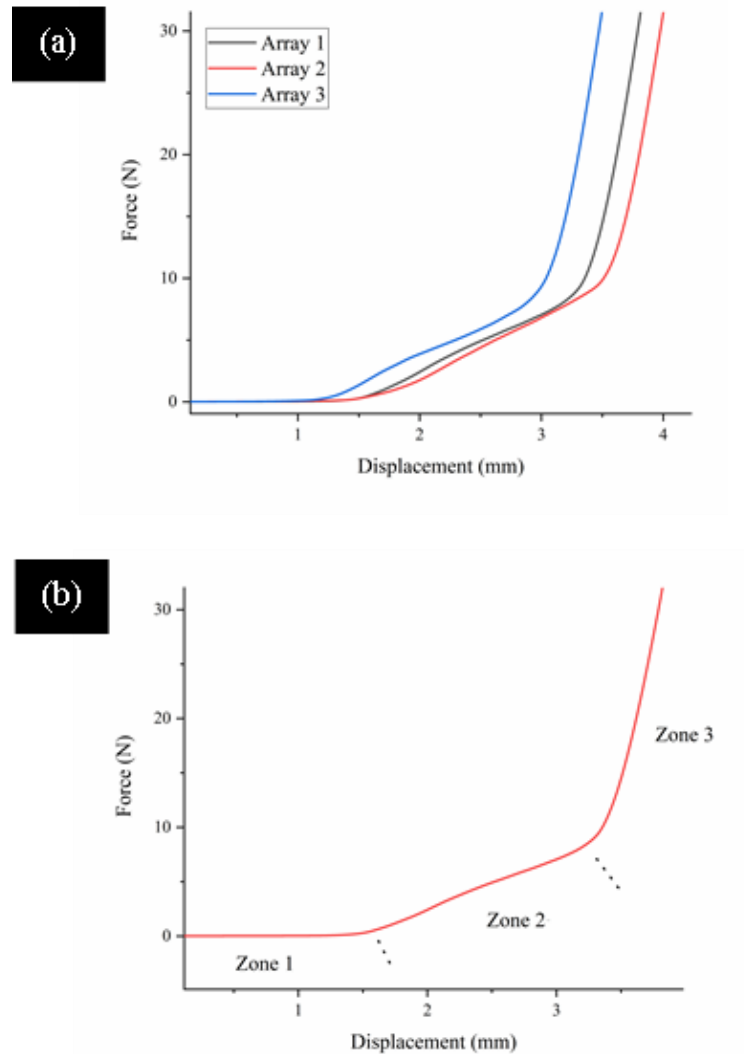 (a)
Array 1
Array 2
Array 3
30
20
10
0
Force (N)
1 2 3 4
Displacement (mm)
(b)
30
20
10
0
Force (N)
Zone 3
Zone 2
Zone 1
1 2 3
Displacement (mm)